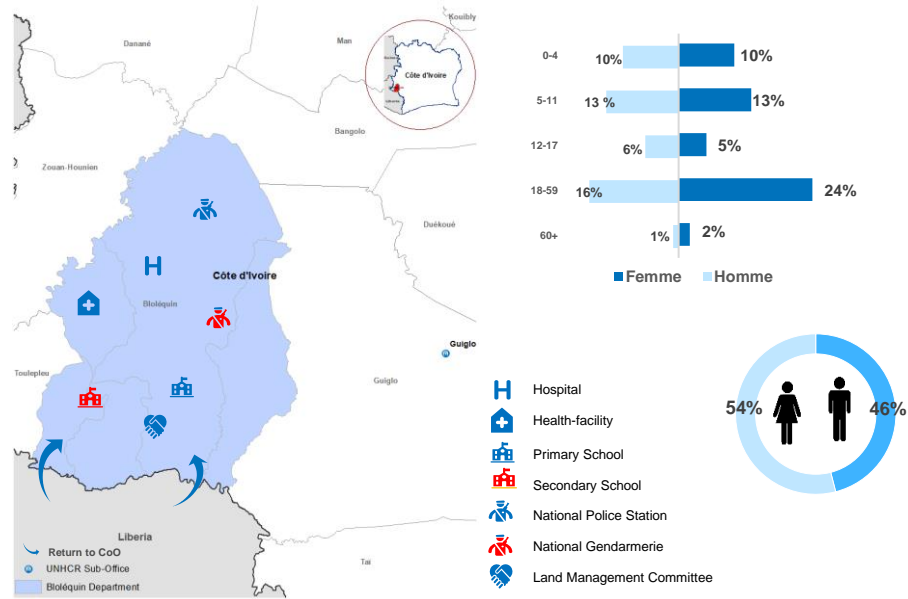 Kouibly
Danané
Man
Côte d'Ivoire
Liberia
Bangolo
Zouan-Hounien
Duékoué
Côte d'Ivoire
Bloléquin
Guiglo
Toulepleu
Guiglo
Liberia
Taï
Return to CoO
UNHCR Sub-Office
Bloléquin Department
0-4
10%
10%
5-11
13 %
13%
12-17
6%
5%
18-59
16%
24%
60+
1%
2%
Femme
Homme
Hospital
Health-facility
Primary School
Secondary School
National Police Station
National Gendarmerie
Land Management Committee
54%
46%